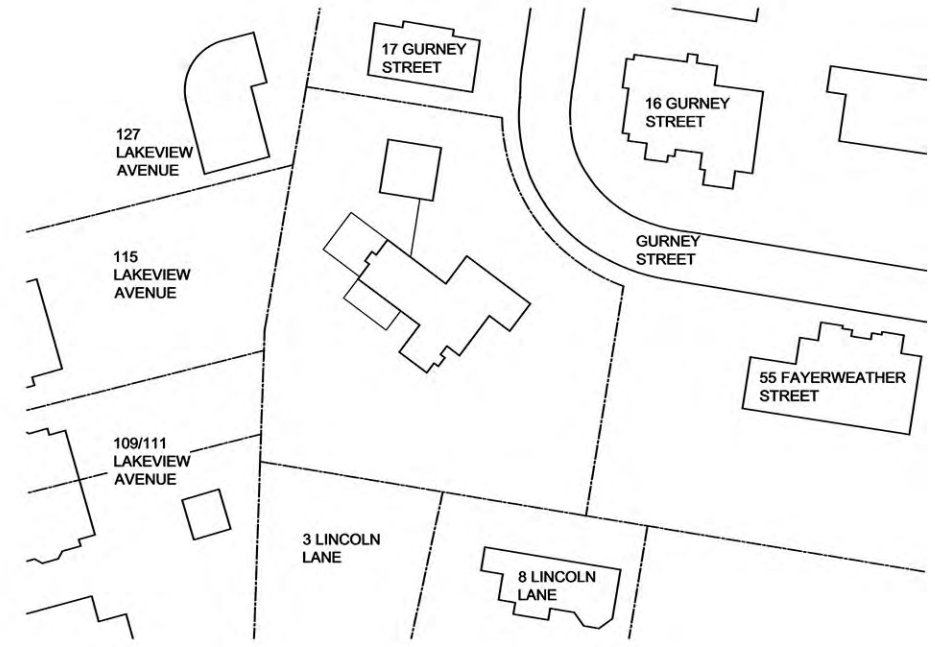 17 GURNEY
STREET
16 GURNEY
STREET
127
LAKEVIEW
AVENUE
GURNEY
STREET
115
LAKEVIEW
AVENUE
55 FAYERWEATHER
STREET
109/111
LAKEVIEW
AVENUE
3 LINCOLN
LANE
8 LINCOLN
LANE